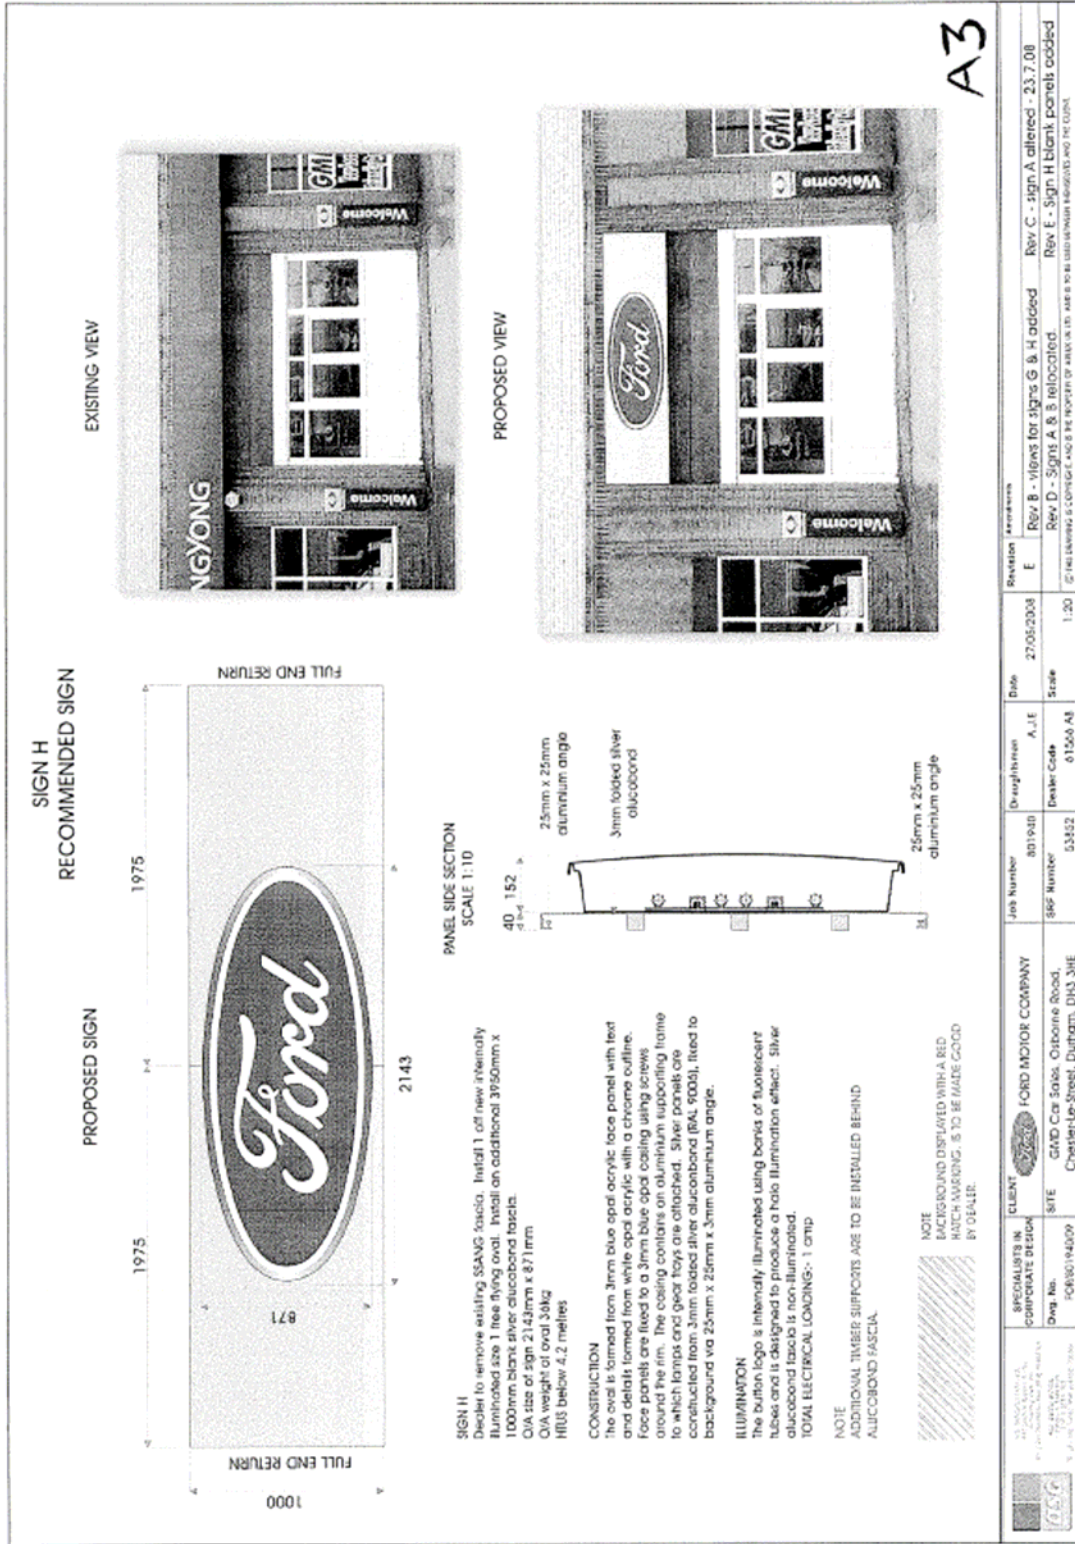 A3
SIGN H
RECOMMENDED SIGN
PROPOSED SIGN
1975
1975
FULL END RETURN
FULL END RETURN
1000
871
2143
Ford
EXISTING VIEW
NGYONG
Welcome
Welcome
GM
PROPOSED VIEW
Ford
Welcome
Welcome
GM
PANEL SIDE SECTION
SCALE 1:10
40 152
25mm x 25mm
aluminium angle
3mm folded silver
alucobond
25mm x 25mm
aluminium angle
SIGN H
Dealer to remove existing SSANG fascia. Install 1 off new internally
illuminated size 1 free flying oval. Install an additional 3950mm x
1000mm blank silver alucobond fascia.
O/A size of sign 2143mm x 871mm
O/A weight of oval 36kg
HTUS below 4.2 metres
CONSTRUCTION
The oval is formed from 3mm blue opal acrylic face panel with text
and details formed from white opal acrylic with a chrome outline.
Face panels are fixed to a 3mm blue opal casing using screws
around the rim. The casing contains an aluminium supporting frame
to which lamps and gear trays are attached. Silver panels are
constructed from 3mm folded silver alucobond (RAL 9006), fixed to
background via 25mm x 25mm x 3mm aluminium angle.
ILLUMINATION
The button logo is internally illuminated using banks of fluorescent
tubes and is designed to produce a halo illumination effect. Silver
alucobond fascia is non-illuminated.
TOTAL ELECTRICAL LOADING:- 1 amp
NOTE
ADDITIONAL TIMBER SUPPORTS ARE TO BE INSTALLED BEHIND
ALUCOBOND FASCIA.
NOTE
BACKGROUND DISPLAYED WITH A RED
HATCH MARKING, IS TO BE MADE GOOD
BY DEALER.
SPECIALISTS IN
CORPORATE DESIGN
Dwg. No.
FOR801940/09
CLIENT
Ford
FORD MOTOR COMPANY
SITE
GMD Car Sales, Osborne Road,
Chester-Le-Street, Durham, DH3 3HE
Job Number
801940
SRF Number
53852
Draughtsman
A.J.E
Dealer Code
61566 AB
Date
27/05/2008
Scale
1:20
Revision
E
Amendments
Rev B - views for signs G & H added
Rev C - sign A altered - 23.7.08
Rev D - Signs A & B relocated.
Rev E - Sign H blank panels added